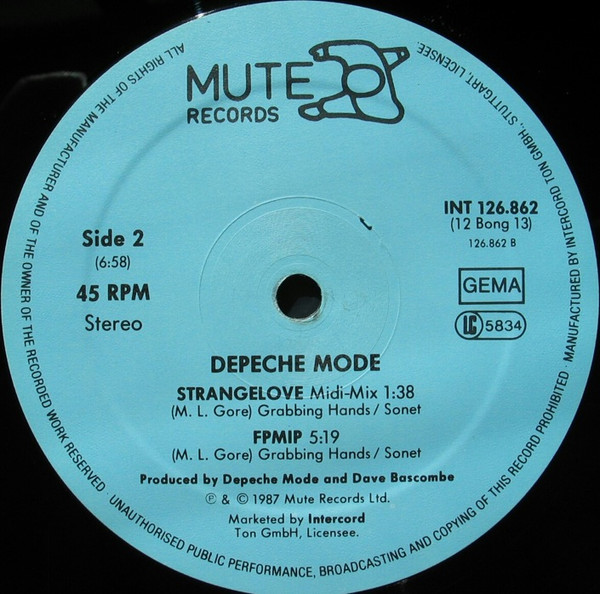 MUTE
RECORDS
Side 2
(6:58)
45 RPM
Stereo
INT 126.862
(12 Bong 13)
126.862 B
GEMA
LC 5834
DEPECHE MODE
STRANGELOVE Midi-Mix 1:38
(M. L. Gore) Grabbing Hands / Sonet
FPMIP 5:19
(M. L. Gore) Grabbing Hands / Sonet
Produced by Depeche Mode and Dave Bascombe
℗ & © 1987 Mute Records Ltd.
Marketed by Intercord
Ton GmbH, Licensee.
ALL RIGHTS OF THE MANUFACTURER AND OF THE OWNER OF THE RECORDED WORK RESERVED · UNAUTHORISED PUBLIC PERFORMANCE, BROADCASTING AND COPYING OF THIS RECORD PROHIBITED · MANUFACTURED BY INTERCORD TON GMBH, STUTTGART, LICENSEE.